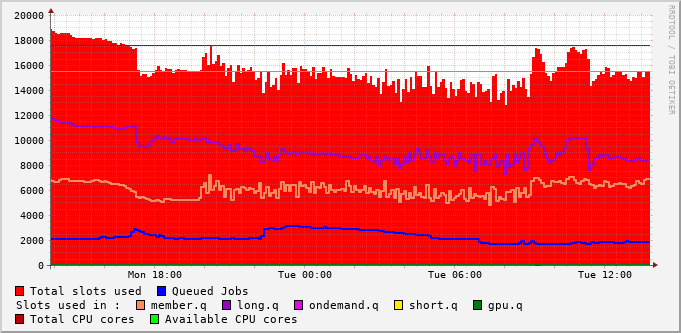 20000
18000
16000
14000
12000
10000
8000
6000
4000
2000
0
Mon 18:00 Tue 00:00 Tue 06:00 Tue 12:00
RRDTOOL / TOBI OETIKER
Total slots used Queued Jobs
Slots used in : member.q long.q ondemand.q short.q gpu.q
Total CPU cores Available CPU cores